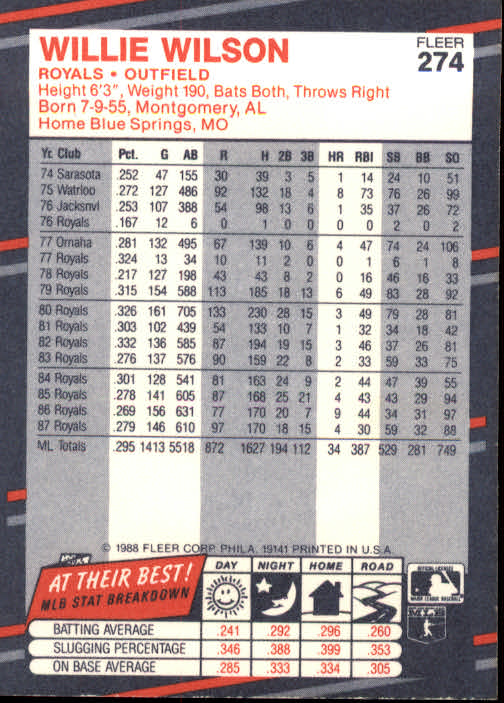 WILLIE WILSON
FLEER
274
ROYALS • OUTFIELD
Height 6'3", Weight 190, Bats Both, Throws Right
Born 7-9-55, Montgomery, AL
Home Blue Springs, MO
Yr. Club Pct. G AB R H 2B 3B HR RBI SB BB SO
74 Sarasota .252 47 155 30 39 3 5 1 14 24 10 51
75 Watrloo .272 127 486 92 132 18 4 8 73 76 26 99
76 Jacksnvl .253 107 388 54 98 13 6 1 35 37 26 72
76 Royals .167 12 6 0 1 0 0 0 0 2 0 2
77 Omaha .281 132 495 67 139 10 6 4 47 74 24 106
77 Royals .324 13 34 10 11 2 0 0 1 6 1 8
78 Royals .217 127 198 43 43 8 2 0 16 46 16 33
79 Royals .315 154 588 113 185 18 13 6 49 83 28 92
80 Royals .326 161 705 133 230 28 15 3 49 79 28 81
81 Royals .303 102 439 54 133 10 7 1 32 34 18 42
82 Royals .332 136 585 87 194 19 15 3 46 37 26 81
83 Royals .276 137 576 90 159 22 8 2 33 59 33 75
84 Royals .301 128 541 81 163 24 9 2 44 47 39 55
85 Royals .278 141 605 87 168 25 21 4 43 43 29 94
86 Royals .269 156 631 77 170 20 7 9 44 34 31 97
87 Royals .279 146 610 97 170 18 15 4 30 59 32 88
ML Totals .295 1413 5518 872 1627 194 112 34 387 529 281 749
© 1988 FLEER CORP. PHILA. 19141 PRINTED IN U.S.A.
AT THEIR BEST!
MLB STAT BREAKDOWN
DAY NIGHT HOME ROAD
BATTING AVERAGE .241 .292 .296 .260
SLUGGING PERCENTAGE .346 .388 .399 .353
ON BASE AVERAGE .285 .333 .334 .305
OFFICIAL LICENSEE
MAJOR LEAGUE BASEBALL